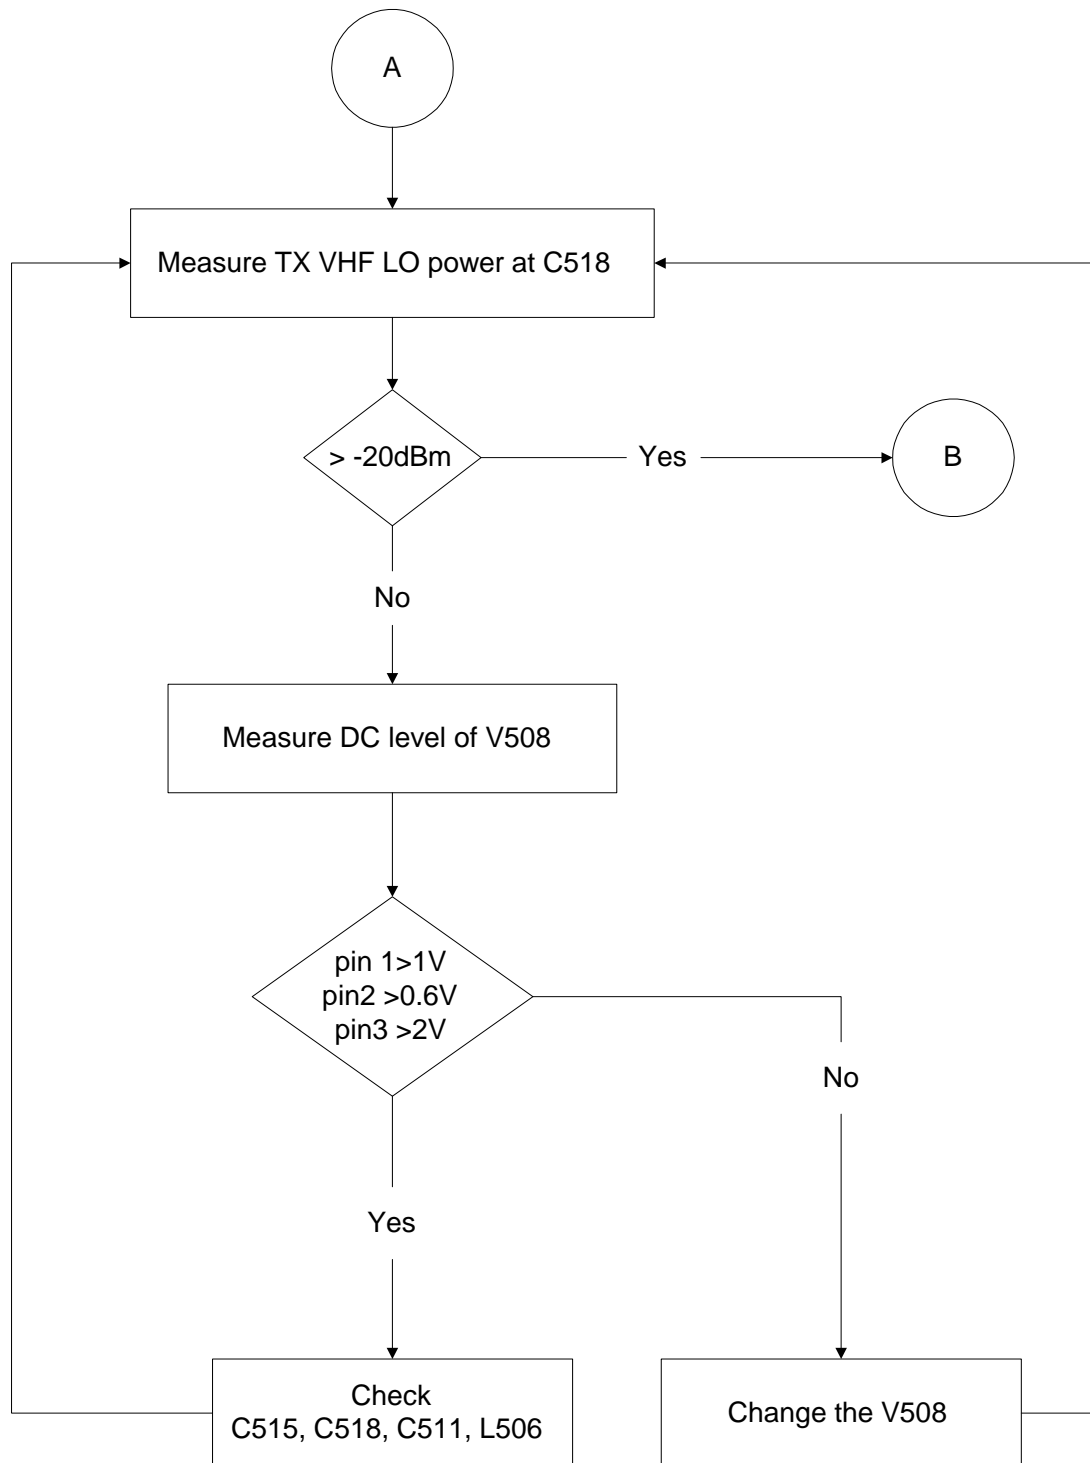 A
Measure TX VHF LO power at C518
> -20dBm
Yes
B
No
Measure DC level of V508
pin 1>1V
pin2 >0.6V
pin3 >2V
No
Yes
Check
C515, C518, C511, L506
Change the V508